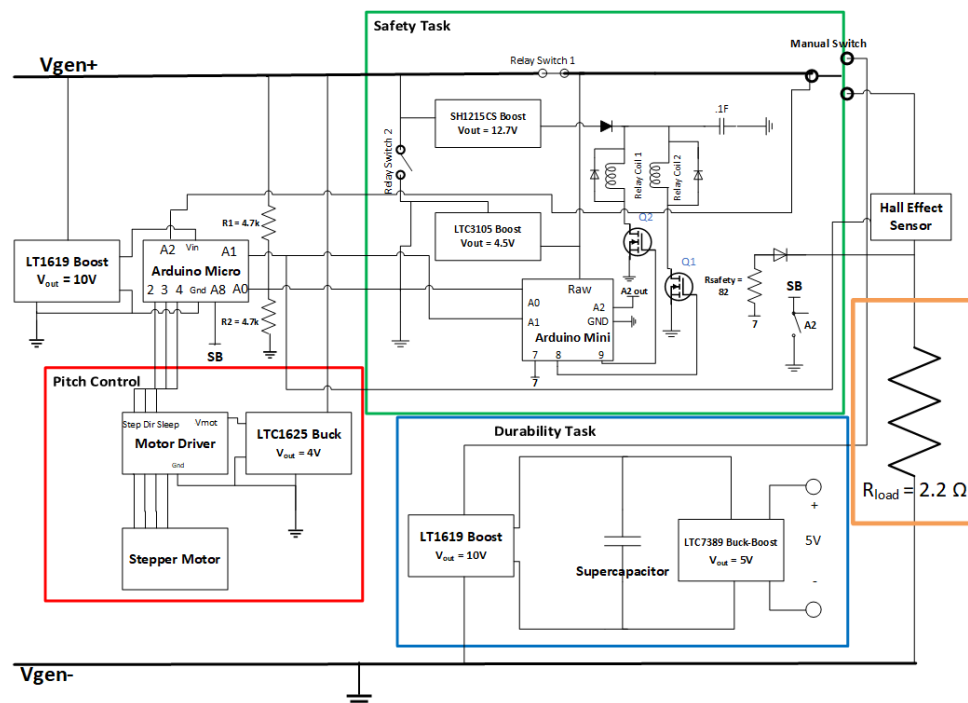 Safety Task
Manual Switch
Vgen+
Relay Switch 1
SH1215CS Boost
Vout = 12.7V
.1F
Relay Switch 2
Relay Coil 1
Relay Coil 2
R1 = 4.7k
LTC3105 Boost
Vout = 4.5V
Hall Effect
Sensor
Q2
Q1
LT1619 Boost
Vout = 10V
A2 Vin A1
Arduino Micro
2 3 4 Gnd A8 A0
R2 = 4.7k
SB
Raw
A0
A1
A2
GND
Arduino Mini
7 8 9
7
A2 out
Rsafety =
82
7
SB
A2
Pitch Control
Step Dir Sleep Vmot
Motor Driver
Gnd
LTC1625 Buck
Vout = 4V
Stepper Motor
Durability Task
LT1619 Boost
Vout = 10V
Supercapacitor
LTC7389 Buck-Boost
Vout = 5V
+
5V
-
Rload = 2.2 Ω
Vgen-